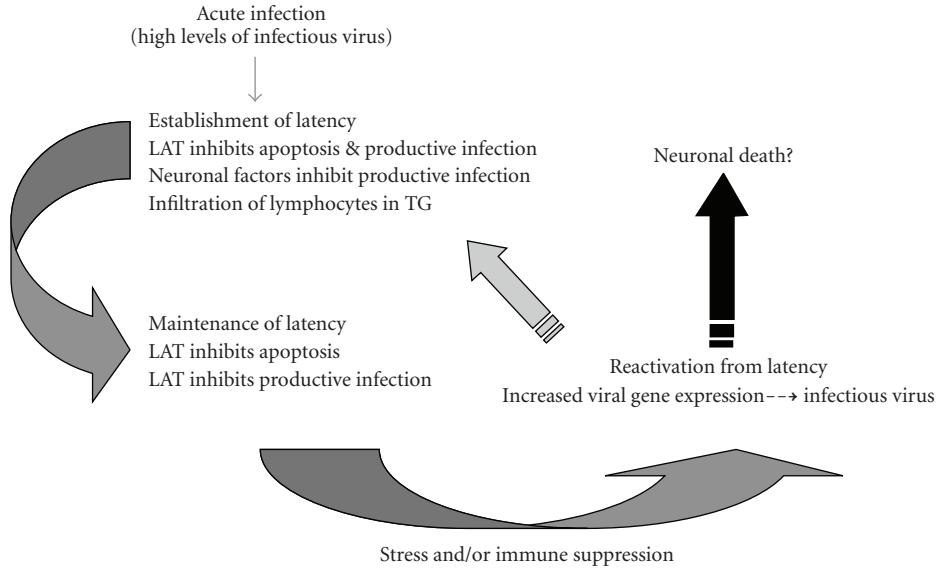 Acute infection
(high levels of infectious virus)
Establishment of latency
LAT inhibits apoptosis & productive infection
Neuronal factors inhibit productive infection
Infiltration of lymphocytes in TG
Neuronal death?
Maintenance of latency
LAT inhibits apoptosis
LAT inhibits productive infection
Reactivation from latency
Increased viral gene expression --→ infectious virus
Stress and/or immune suppression